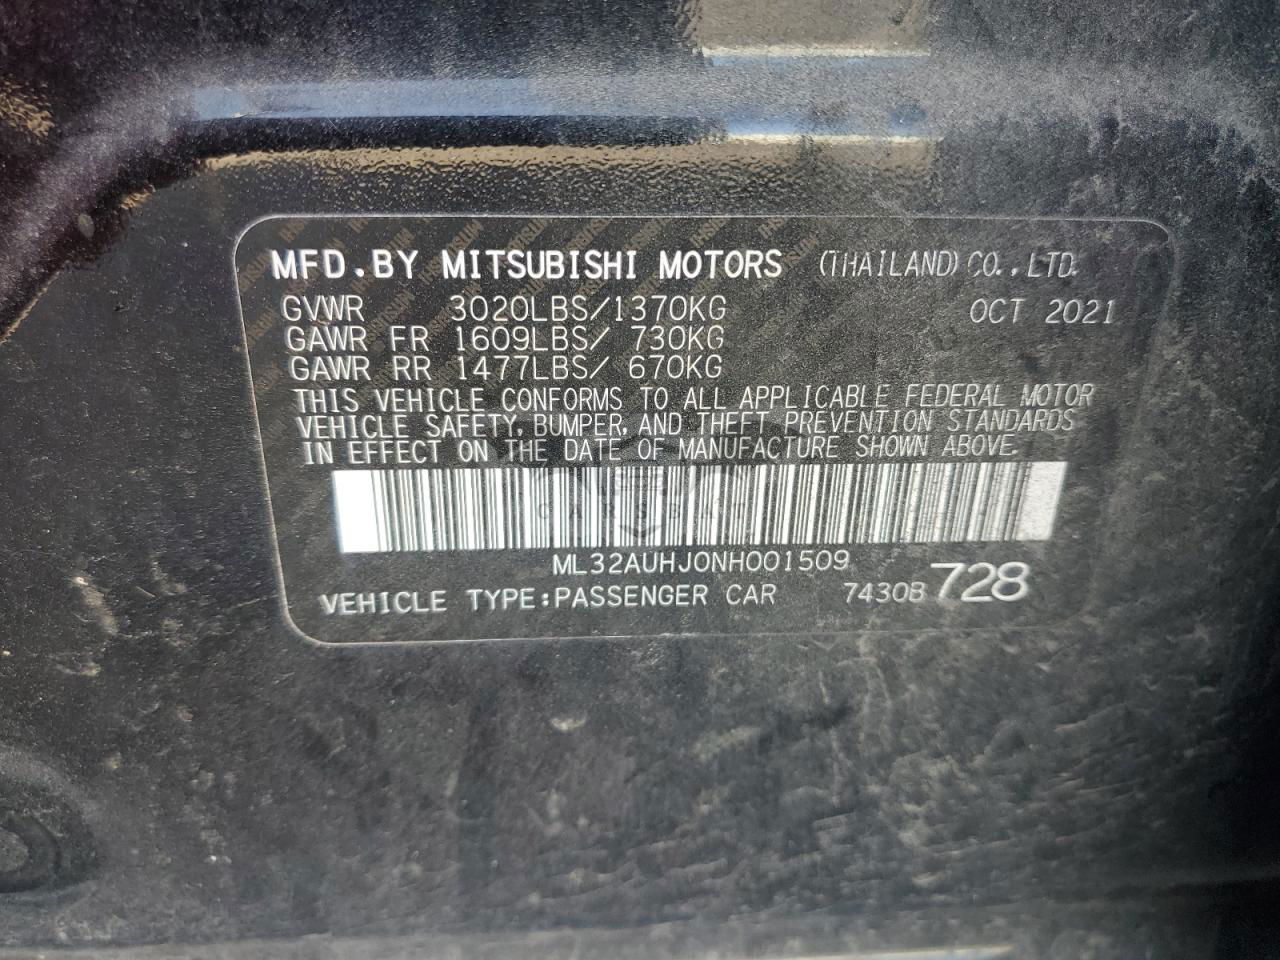 MFD.BY MITSUBISHI MOTORS (THAILAND) CO.,LTD.
GVWR 3020LBS/1370KG OCT 2021
GAWR FR 1609LBS/ 730KG
GAWR RR 1477LBS/ 670KG
THIS VEHICLE CONFORMS TO ALL APPLICABLE FEDERAL MOTOR
VEHICLE SAFETY, BUMPER, AND THEFT PREVENTION STANDARDS
IN EFFECT ON THE DATE OF MANUFACTURE SHOWN ABOVE.
ML32AUHJ0NH001509
VEHICLE TYPE:PASSENGER CAR 7430B 728